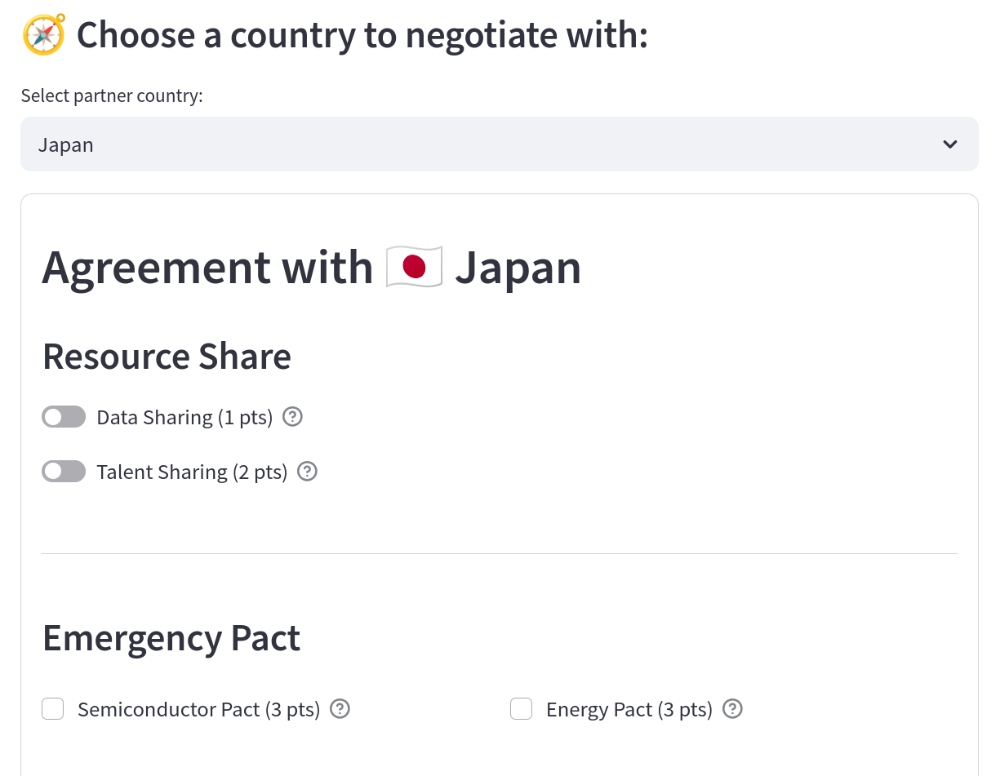 Choose a country to negotiate with:
Select partner country:
Japan
Agreement with 🇯🇵 Japan
Resource Share
Data Sharing (1 pts)
Talent Sharing (2 pts)
Emergency Pact
Semiconductor Pact (3 pts)
Energy Pact (3 pts)